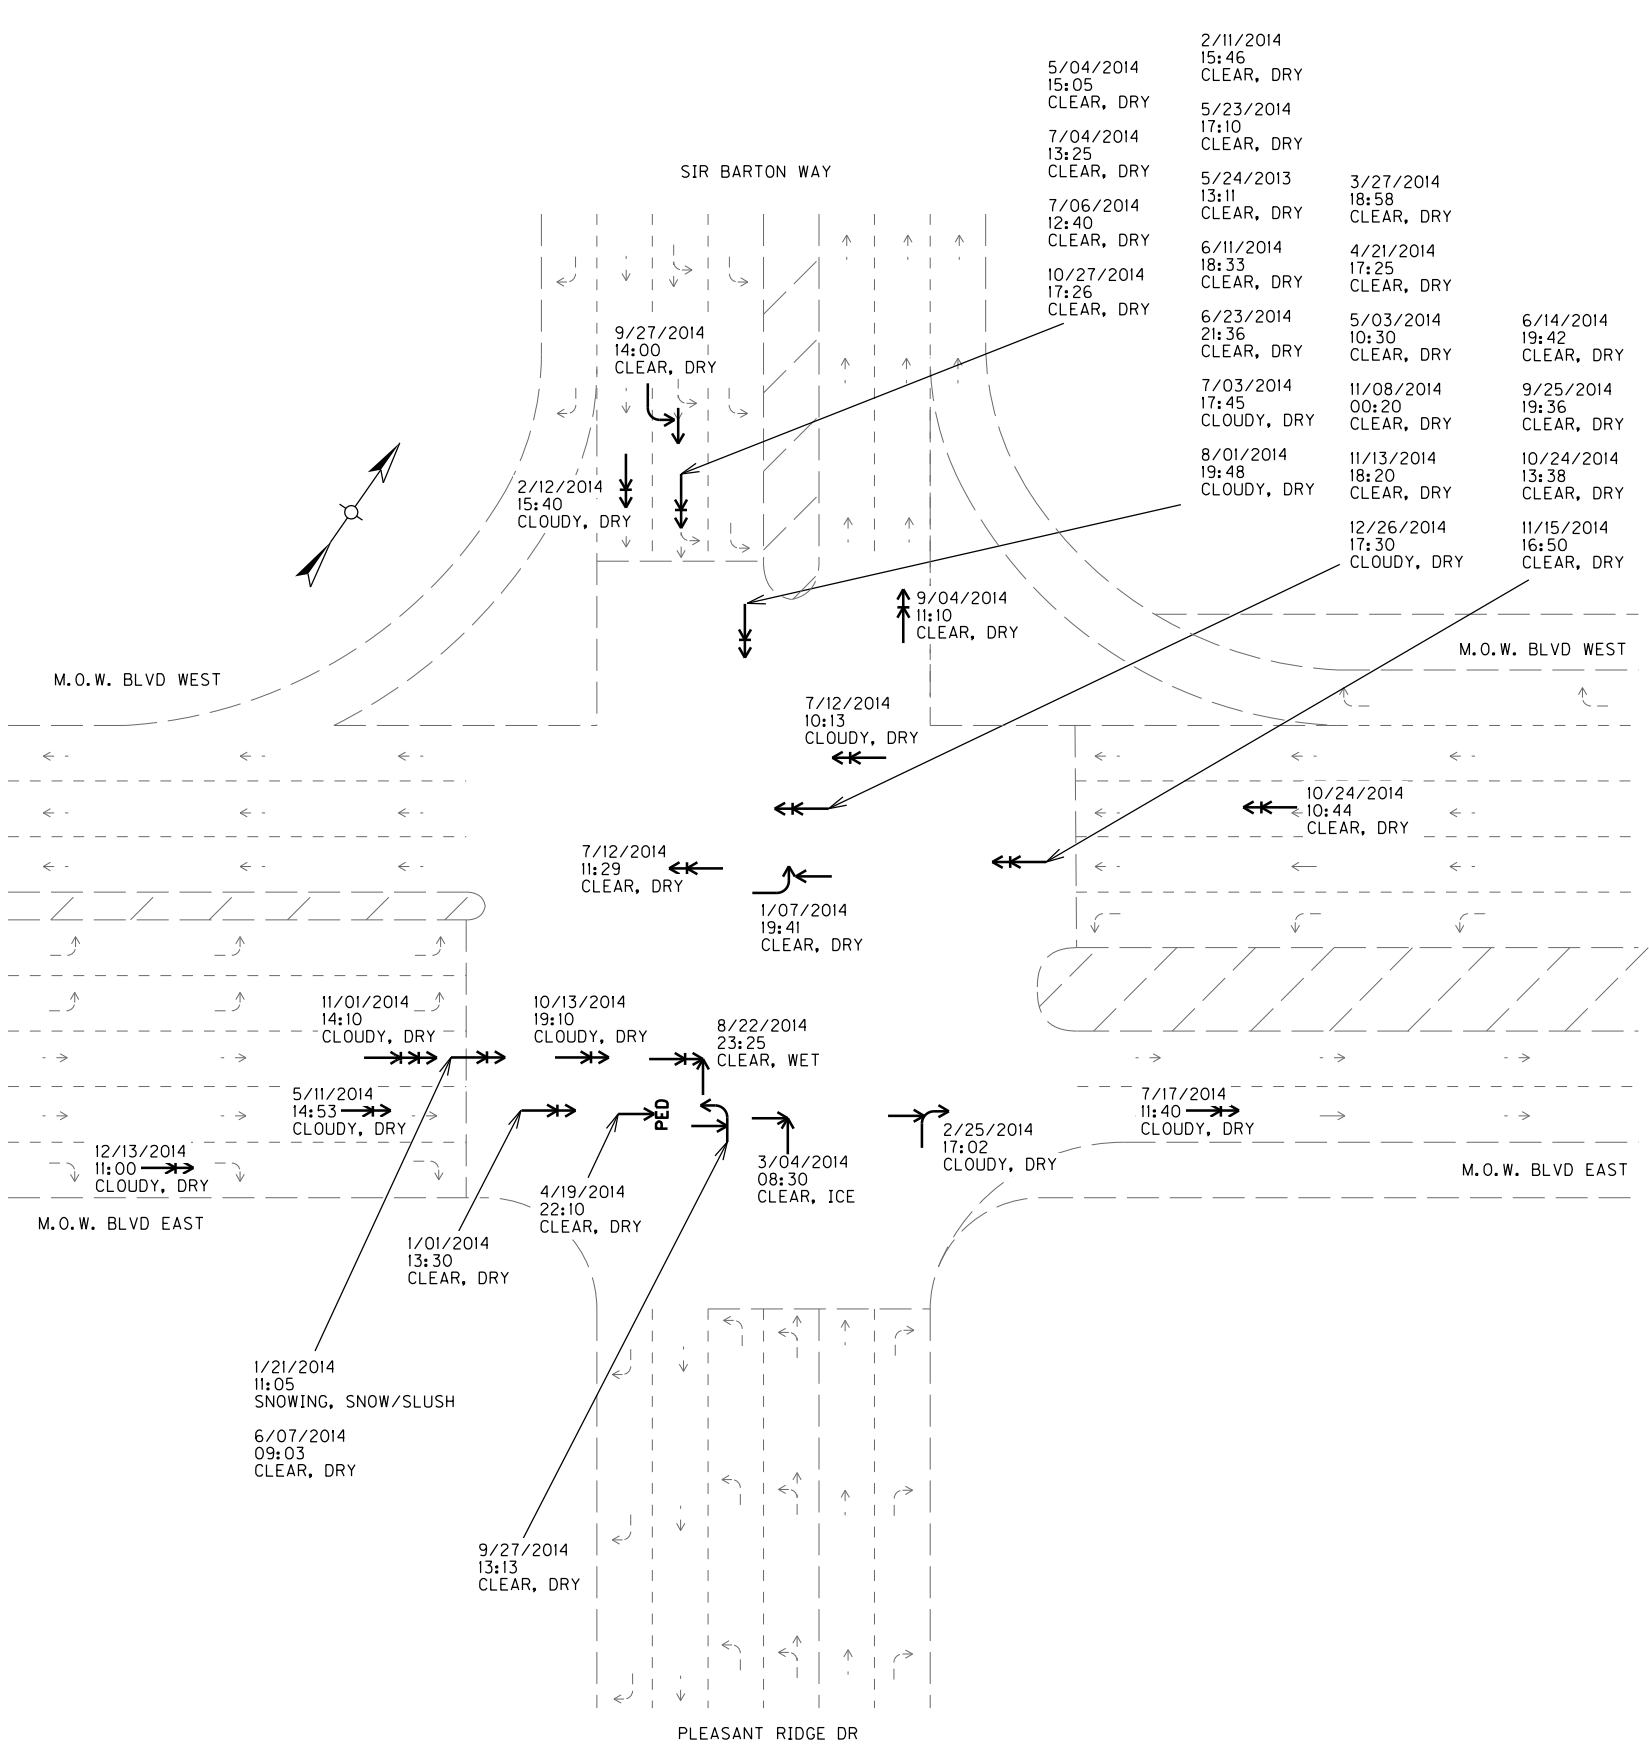 2/11/2014
15:46
CLEAR, DRY
5/23/2014
17:10
CLEAR, DRY
5/24/2013
13:11
CLEAR, DRY
6/11/2014
18:33
CLEAR, DRY
6/23/2014
21:36
CLEAR, DRY
7/03/2014
17:45
CLOUDY, DRY
8/01/2014
19:48
CLOUDY, DRY
5/04/2014
15:05
CLEAR, DRY
7/04/2014
13:25
CLEAR, DRY
7/06/2014
12:40
CLEAR, DRY
10/27/2014
17:26
CLEAR, DRY
SIR BARTON WAY
3/27/2014
18:58
CLEAR, DRY
4/21/2014
17:25
CLEAR, DRY
5/03/2014
10:30
CLEAR, DRY
11/08/2014
00:20
CLEAR, DRY
11/13/2014
18:20
CLEAR, DRY
12/26/2014
17:30
CLOUDY, DRY
6/14/2014
19:42
CLEAR, DRY
9/25/2014
19:36
CLEAR, DRY
10/24/2014
13:38
CLEAR, DRY
11/15/2014
16:50
CLEAR, DRY
9/27/2014
14:00
CLEAR, DRY
2/12/2014
15:40
CLOUDY, DRY
9/04/2014
11:10
CLEAR, DRY
M.O.W. BLVD WEST
M.O.W. BLVD WEST
7/12/2014
10:13
CLOUDY, DRY
10/24/2014
10:44
CLEAR, DRY
7/12/2014
11:29
CLEAR, DRY
1/07/2014
19:41
CLEAR, DRY
11/01/2014
14:10
CLOUDY, DRY
10/13/2014
19:10
CLOUDY, DRY
8/22/2014
23:25
CLEAR, WET
5/11/2014
14:53
CLOUDY, DRY
PED
7/17/2014
11:40
CLOUDY, DRY
2/25/2014
17:02
CLOUDY, DRY
12/13/2014
11:00
CLOUDY, DRY
3/04/2014
08:30
CLEAR, ICE
M.O.W. BLVD EAST
4/19/2014
22:10
CLEAR, DRY
M.O.W. BLVD EAST
1/01/2014
13:30
CLEAR, DRY
1/21/2014
11:05
SNOWING, SNOW/SLUSH
6/07/2014
09:03
CLEAR, DRY
9/27/2014
13:13
CLEAR, DRY
PLEASANT RIDGE DR